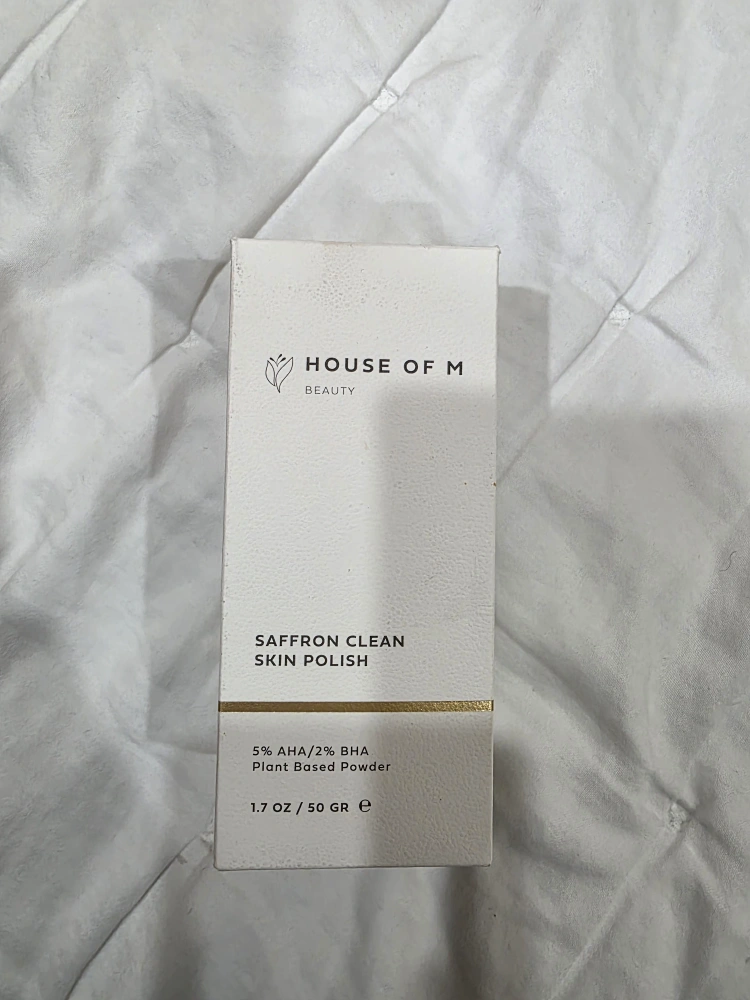 HOUSE OF M
BEAUTY
SAFFRON CLEAN
SKIN POLISH
5% AHA/2% BHA
Plant Based Powder
1.7 OZ / 50 GR ℮